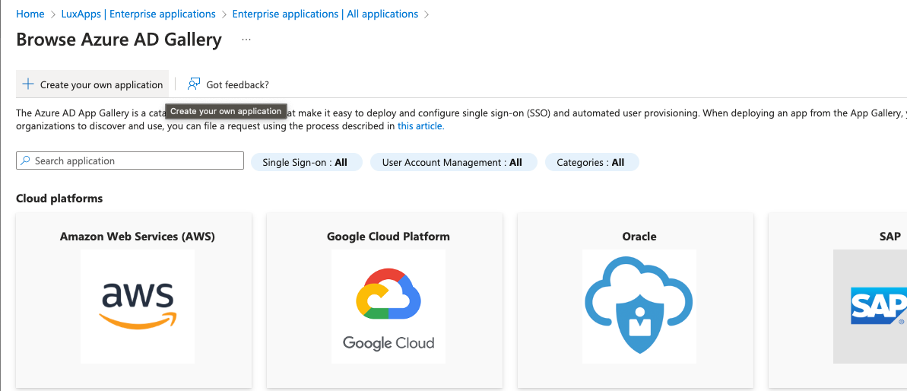 Home > LuxApps | Enterprise applications > Enterprise applications | All applications >
Browse Azure AD Gallery ...
+ Create your own application | Got feedback?
Create your own application
The Azure AD App Gallery is a cata at make it easy to deploy and configure single sign-on (SSO) and automated user provisioning. When deploying an app from the App Gallery,
organizations to discover and use, you can file a request using the process described in this article.
Search application
Single Sign-on : All
User Account Management : All
Categories : All
Cloud platforms
Amazon Web Services (AWS)
Google Cloud Platform
Oracle
SAP
aws
Google Cloud
SAP